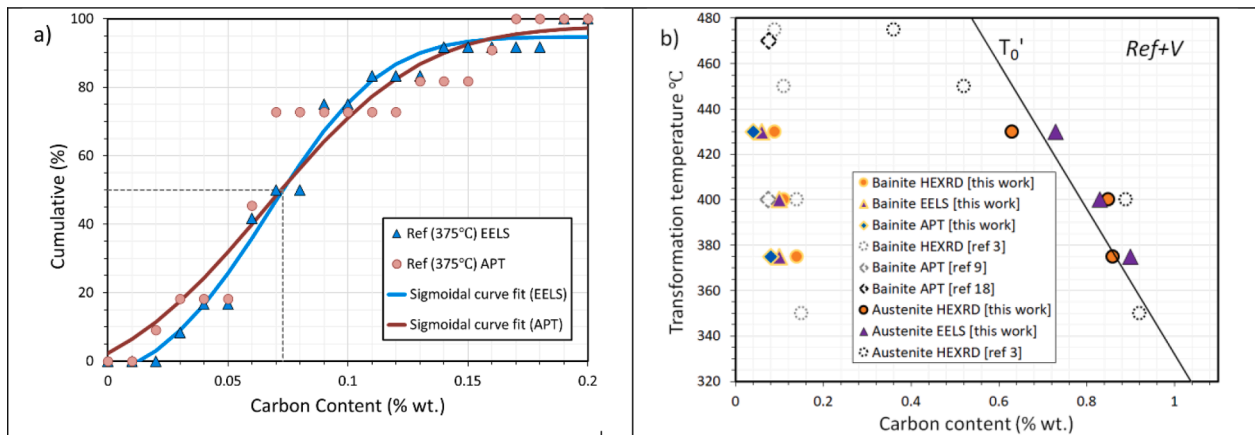 a)
100
80
60
40
20
0
Cumulative (%)
Ref (375℃) EELS
Ref (375℃) APT
Sigmoidal curve fit (EELS)
Sigmoidal curve fit (APT)
0 0.05 0.1 0.15 0.2
Carbon Content (% wt.)
b)
480
460
440
420
400
380
360
340
320
Transformation temperature ℃
T₀'
Ref+V
Bainite HEXRD [this work]
Bainite EELS [this work]
Bainite APT [this work]
Bainite HEXRD [ref 3]
Bainite APT [ref 9]
Bainite APT [ref 18]
Austenite HEXRD [this work]
Austenite EELS [this work]
Austenite HEXRD [ref 3]
0 0.2 0.4 0.6 0.8 1
Carbon content (% wt.)